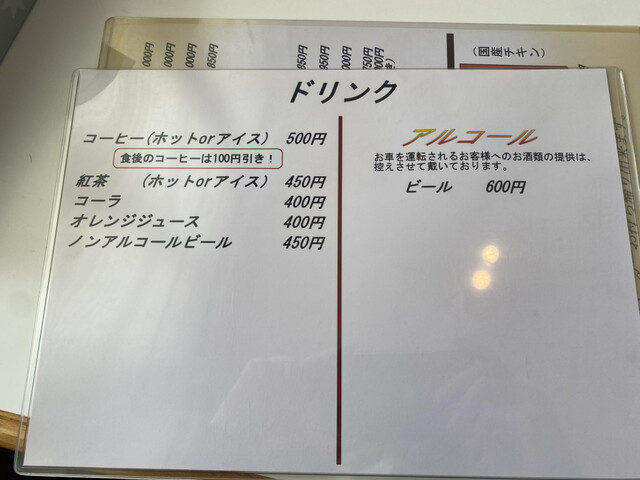 (国産チキン)
ドリンク
コーヒー(ホットorアイス) 500円
食後のコーヒーは100円引き！
紅茶 (ホットorアイス) 450円
コーラ 400円
オレンジジュース 400円
ノンアルコールビール 450円
アルコール
お車を運転されるお客様へのお酒類の提供は、
控えさせて戴いております。
ビール 600円